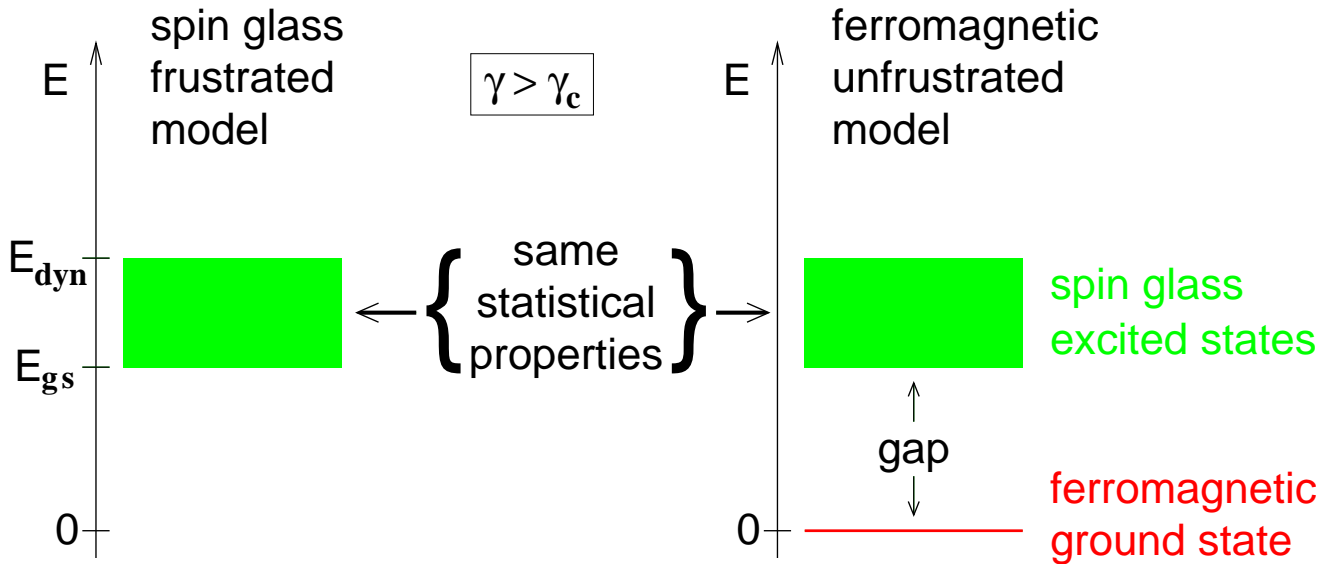 spin glass
frustrated
model
E
γ > γc
ferromagnetic
unfrustrated
model
E
Edyn
Egs
0
{ same
statistical
properties }
spin glass
excited states
gap
0
ferromagnetic
ground state